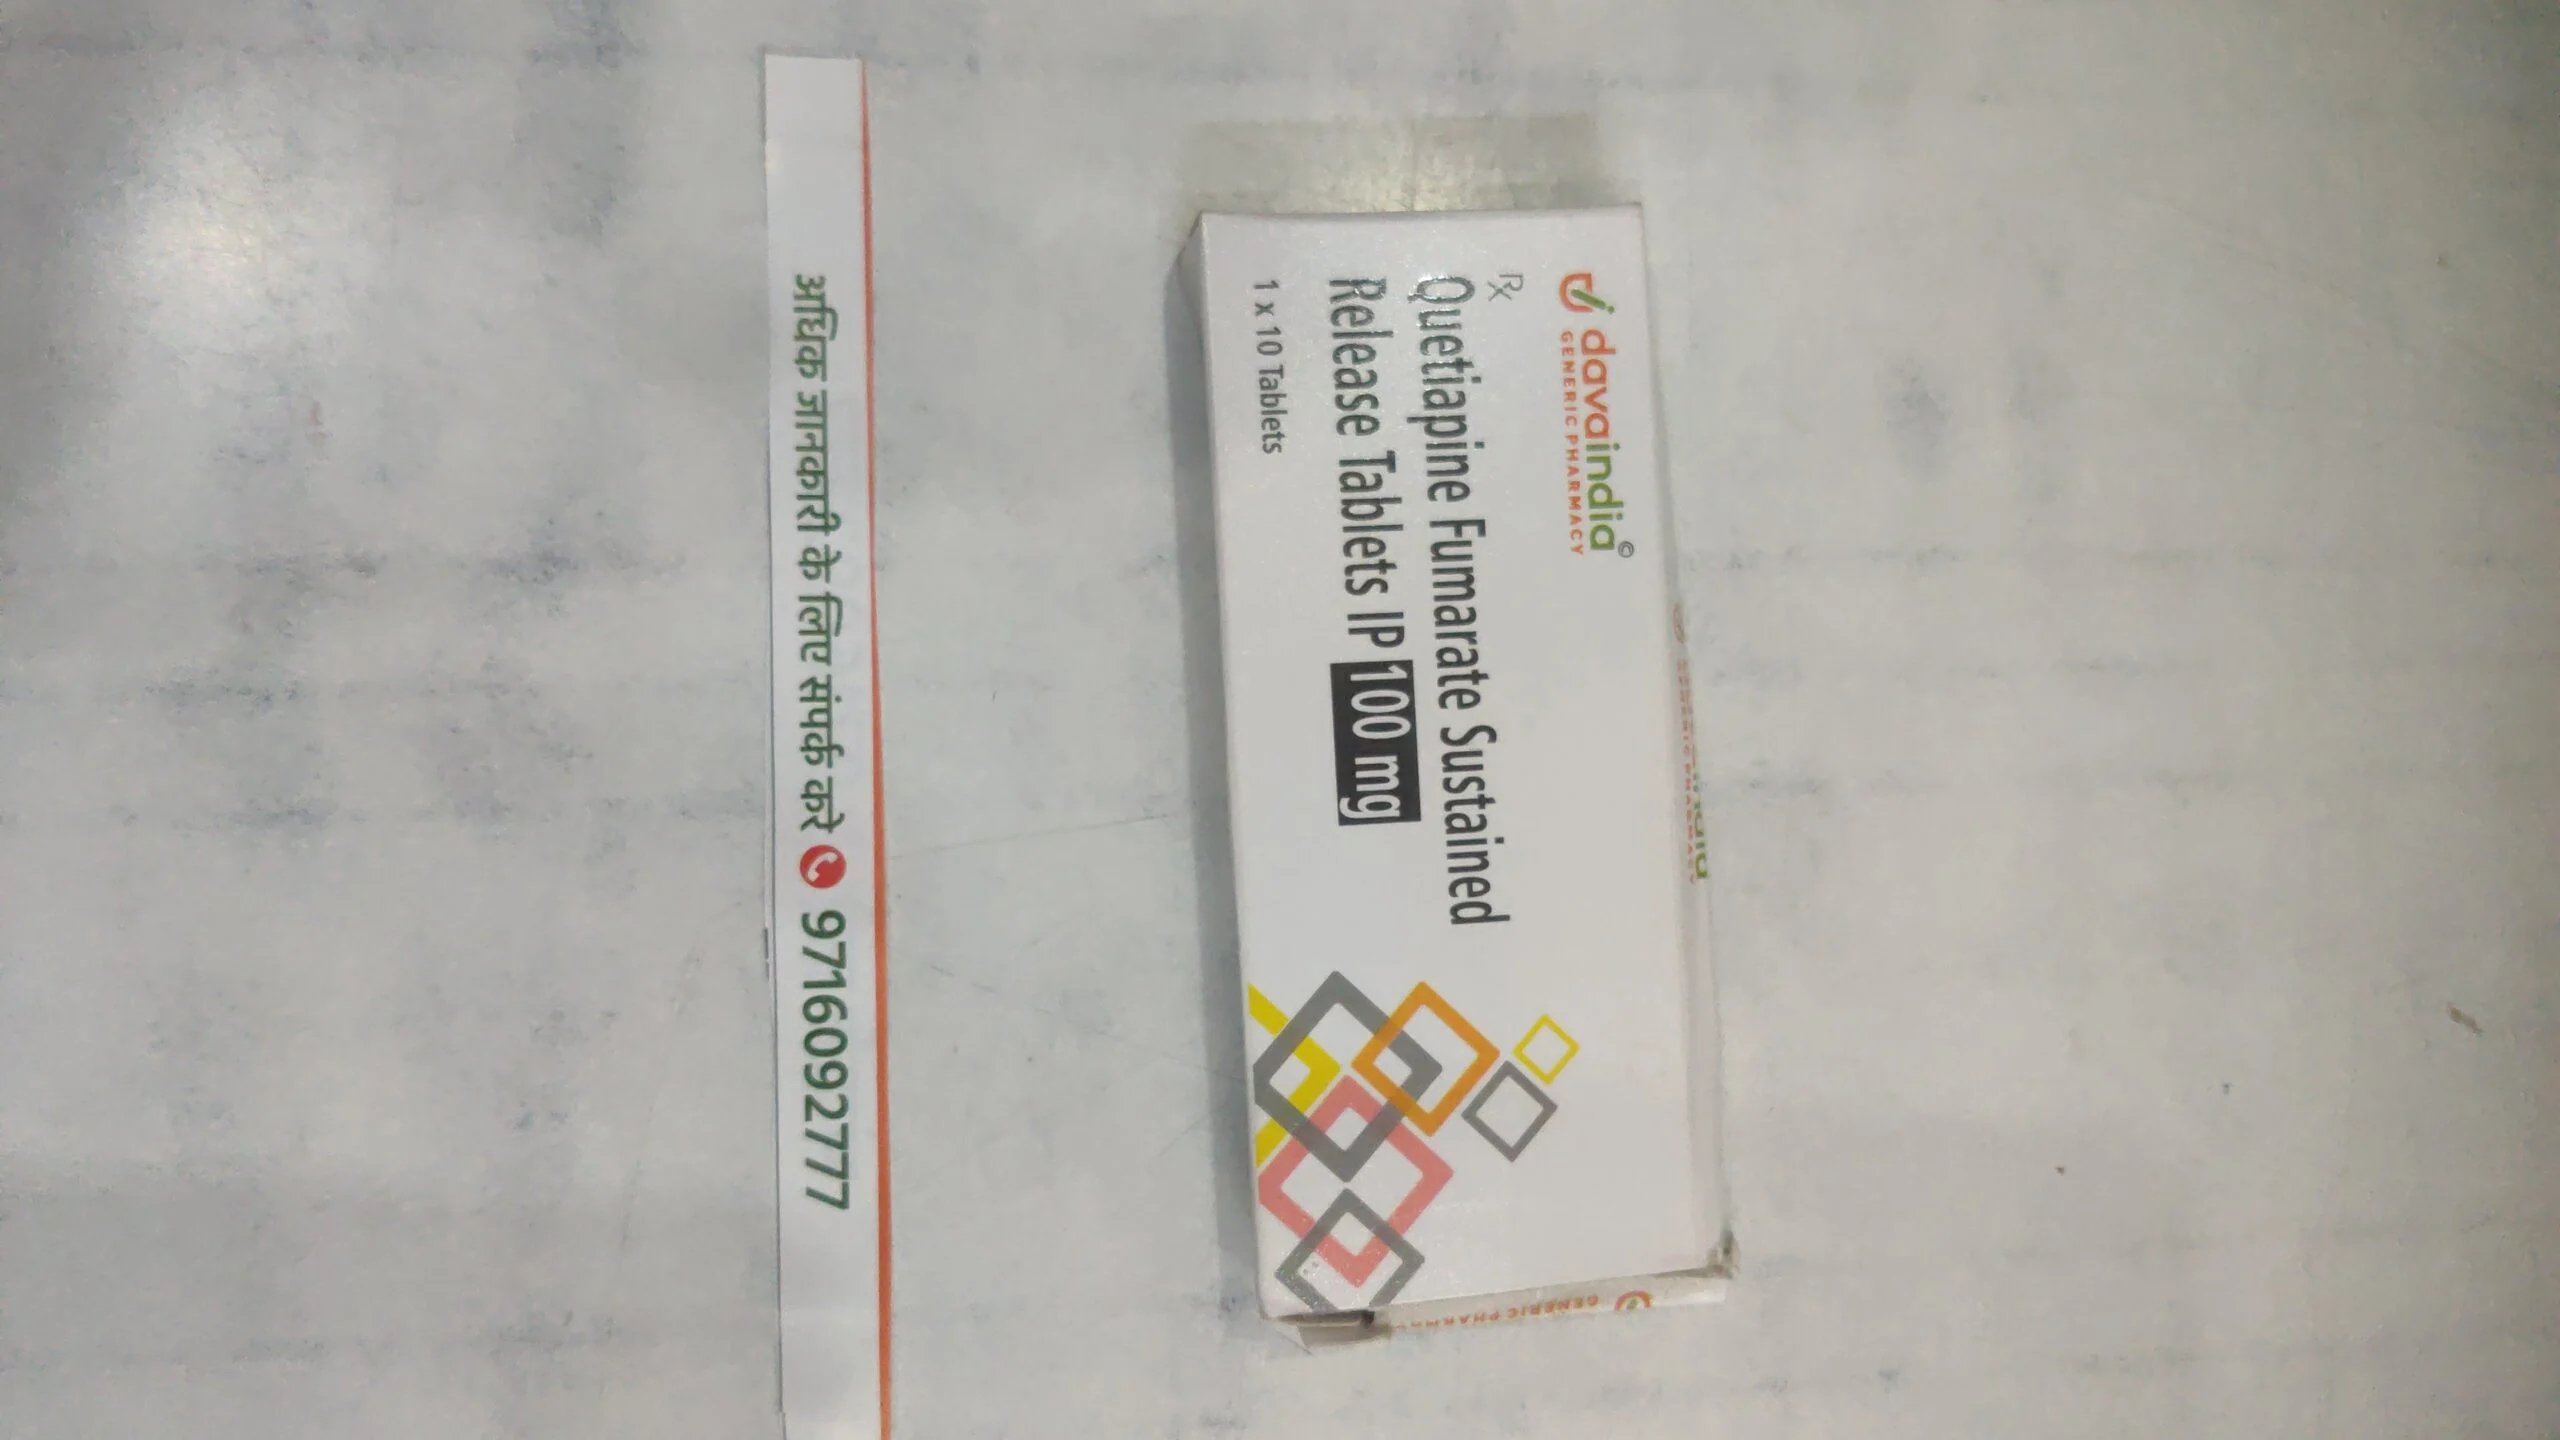 davaindia©
GENERIC PHARMACY
Rx
Quetiapine Fumarate Sustained
Release Tablets IP 100 mg
1 x 10 Tablets
GENERIC
अधिक जानकारी के लिए संपर्क करे 9716092777